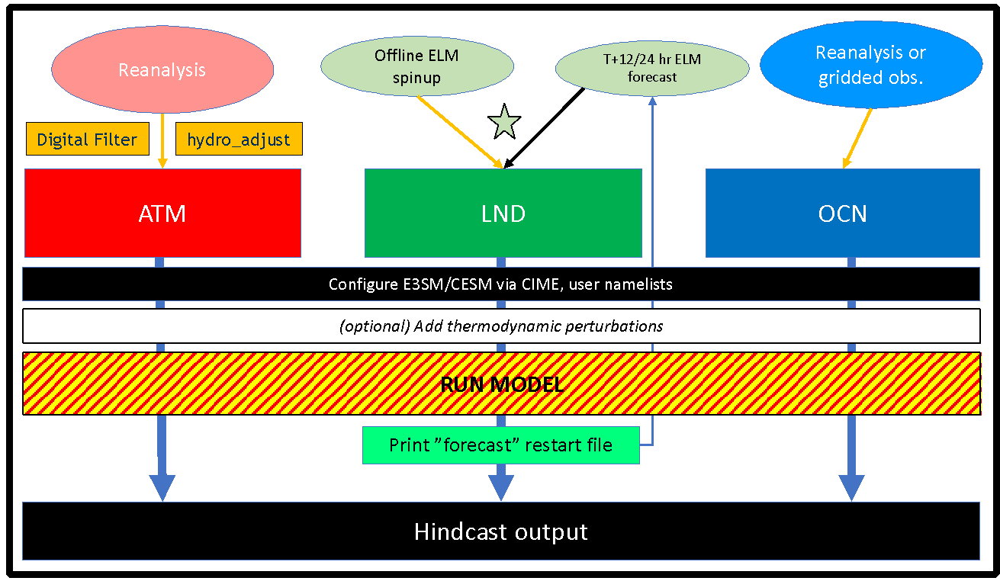 Reanalysis
Offline ELM
spinup
T+12/24 hr ELM
forecast
Reanalysis or
gridded obs.
Digital Filter
hydro_adjust
ATM
LND
OCN
Configure E3SM/CESM via CIME, user namelists
(optional) Add thermodynamic perturbations
RUN MODEL
Print ”forecast” restart file
Hindcast output